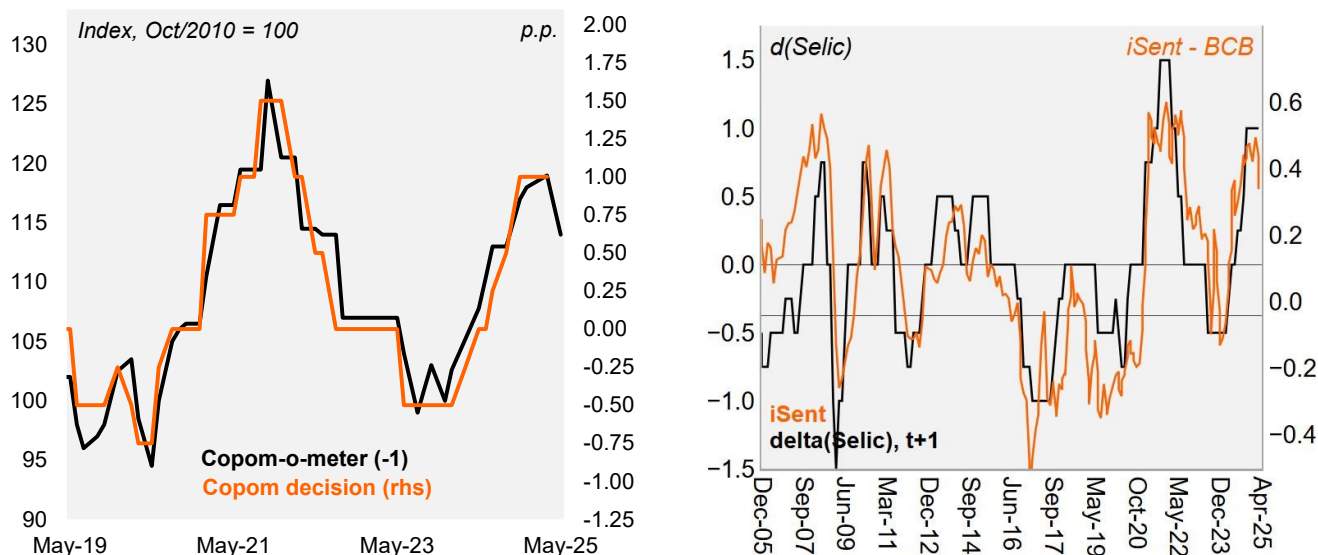 Index, Oct/2010 = 100 p.p.
130
125
120
115
110
105
100
95
90
2.00
1.75
1.50
1.25
1.00
0.75
0.50
0.25
0.00
-0.25
-0.50
-0.75
-1.00
-1.25
Copom-o-meter (-1)
Copom decision (rhs)
May-19 May-21 May-23 May-25
d(Selic) iSent - BCB
1.5
1.0
0.5
0.0
−0.5
−1.0
−1.5
0.6
0.4
0.2
0.0
−0.2
−0.4
iSent
delta(Selic), t+1
Dec-05
Sep-07
Jun-09
Mar-11
Dec-12
Sep-14
Jun-16
Sep-17
May-19
Oct-20
May-22
Dec-23
Apr-25